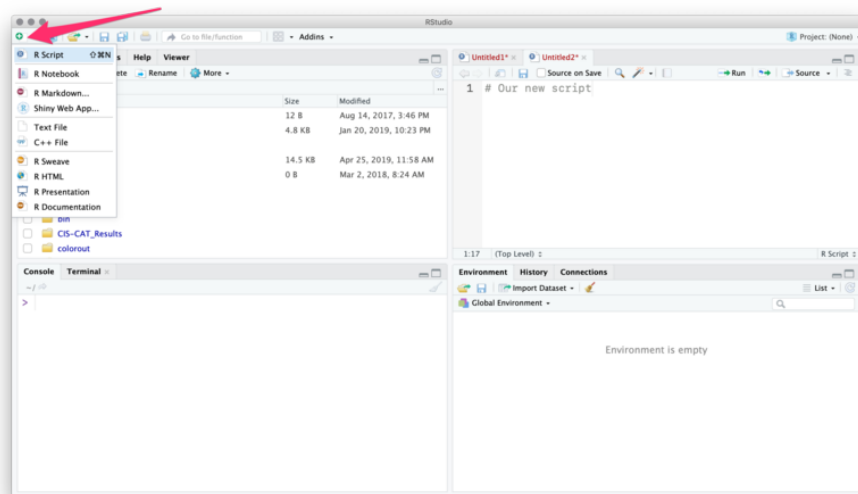 RStudio
Go to file/function
Addins
Project: (None)
R Script ⇧⌘N
R Notebook
R Markdown...
Shiny Web App...
Text File
C++ File
R Sweave
R HTML
R Presentation
R Documentation
Help Viewer
Rename More
Size Modified
12 B Aug 14, 2017, 3:46 PM
4.8 KB Jan 20, 2019, 10:23 PM
14.5 KB Apr 25, 2019, 11:58 AM
0 B Mar 2, 2018, 8:24 AM
bin
CIS-CAT_Results
colorout
Untitled1* × Untitled2* ×
Source on Save Run Source
1 # Our new script
1:17 (Top Level) R Script
Console Terminal ×
~/
>
Environment History Connections
Import Dataset List
Global Environment
Environment is empty